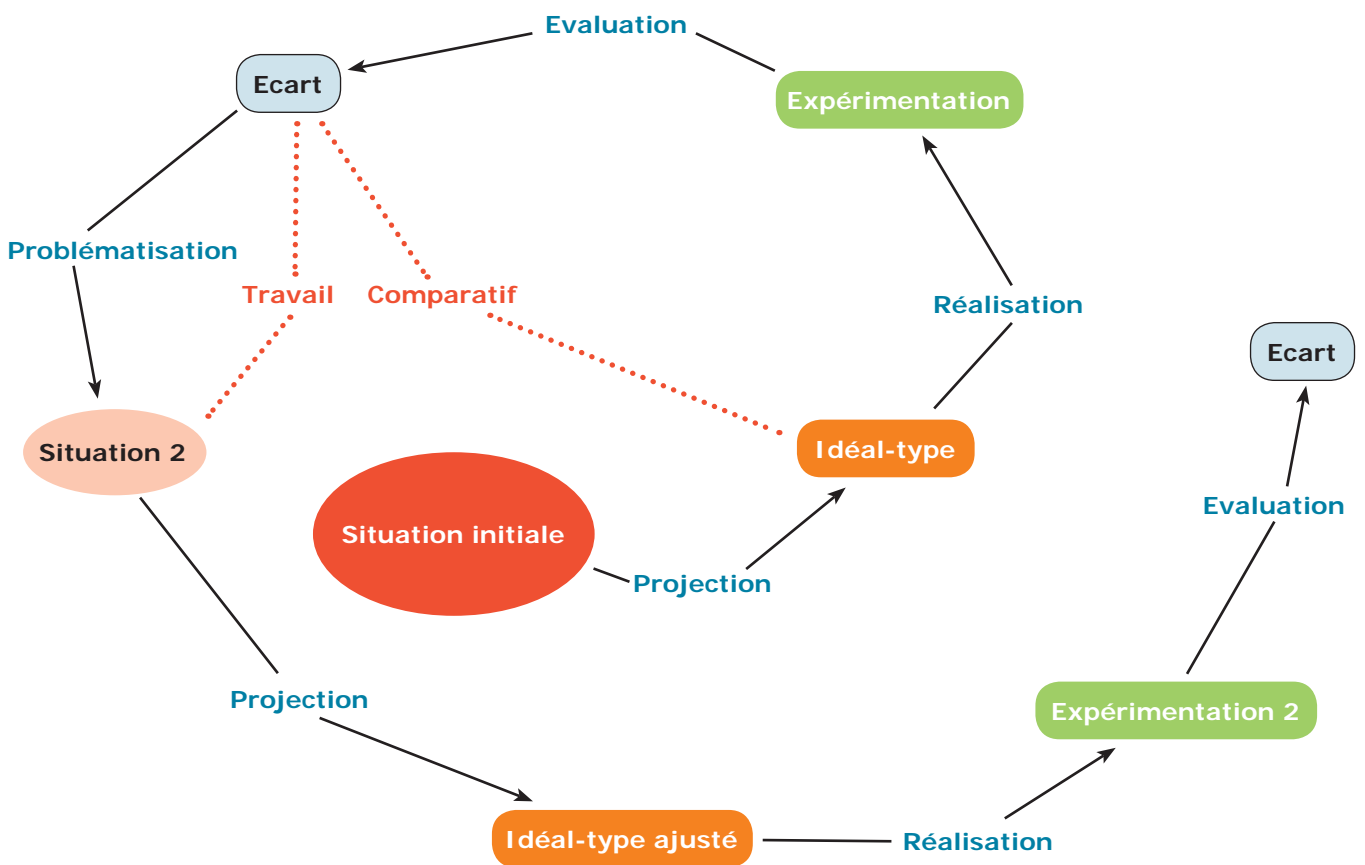 Evaluation
Ecart
Expérimentation
Problématisation
Travail
Comparatif
Réalisation
Ecart
Situation 2
Idéal-type
Situation initiale
Evaluation
Projection
Projection
Expérimentation 2
Idéal-type ajusté
Réalisation